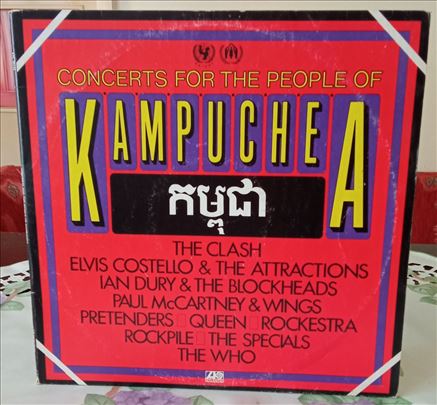 CONCERTS FOR THE PEOPLE OF
KAMPUCHEA
កម្ពុជា
THE CLASH
ELVIS COSTELLO & THE ATTRACTIONS
IAN DURY & THE BLOCKHEADS
PAUL McCARTNEY & WINGS
PRETENDERS QUEEN ROCKESTRA
ROCKPILE THE SPECIALS
THE WHO